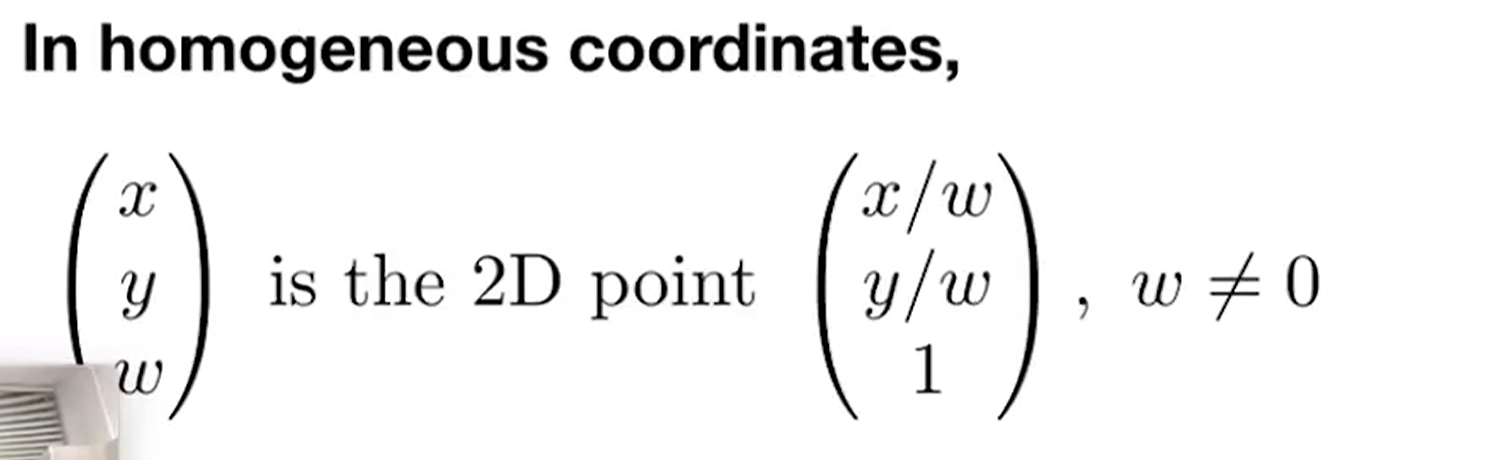 In homogeneous coordinates,
(x y w) is the 2D point (x/w y/w 1), w ≠ 0